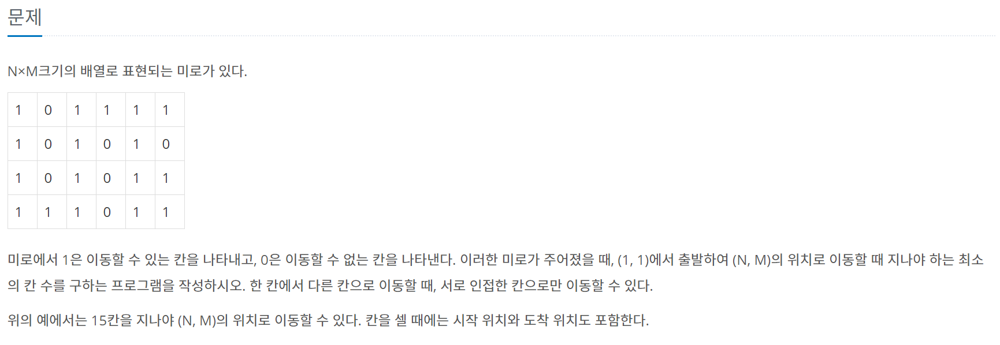 문제
N×M크기의 배열로 표현되는 미로가 있다.
1 0 1 1 1 1
1 0 1 0 1 0
1 0 1 0 1 1
1 1 1 0 1 1
미로에서 1은 이동할 수 있는 칸을 나타내고, 0은 이동할 수 없는 칸을 나타낸다. 이러한 미로가 주어졌을 때, (1, 1)에서 출발하여 (N, M)의 위치로 이동할 때 지나야 하는 최소
의 칸 수를 구하는 프로그램을 작성하시오. 한 칸에서 다른 칸으로 이동할 때, 서로 인접한 칸으로만 이동할 수 있다.
위의 예에서는 15칸을 지나야 (N, M)의 위치로 이동할 수 있다. 칸을 셀 때에는 시작 위치와 도착 위치도 포함한다.